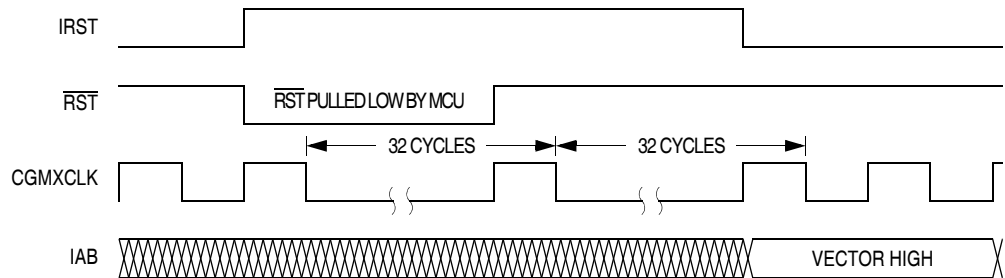 IRST
RST
RST PULLED LOW BY MCU
32 CYCLES 32 CYCLES
CGMXCLK
IAB
VECTOR HIGH